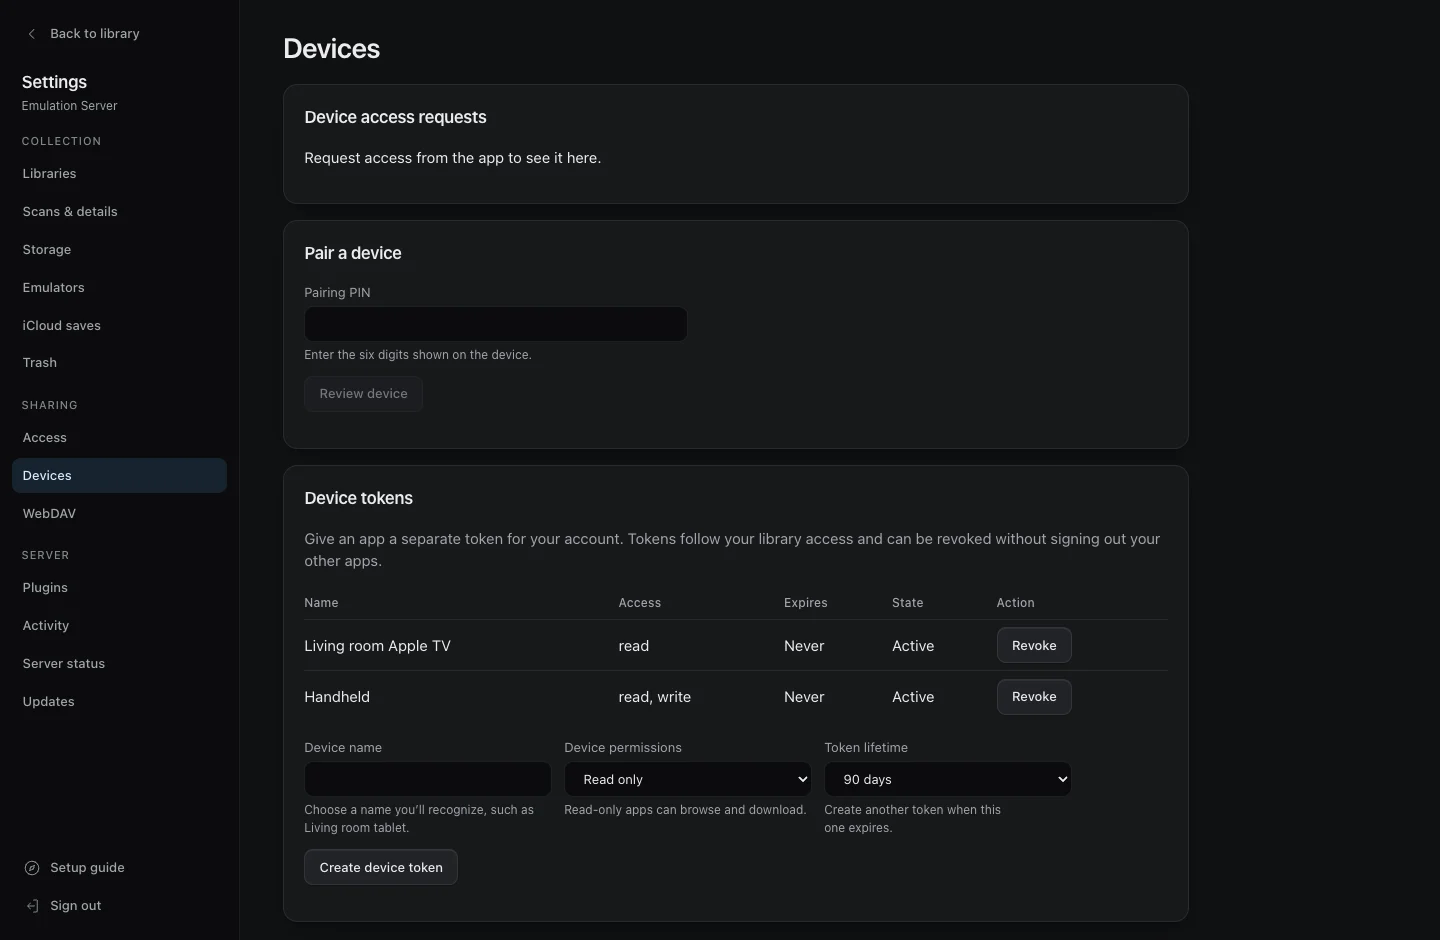 Back to library
Settings
Emulation Server
COLLECTION
Libraries
Scans & details
Storage
Emulators
iCloud saves
Trash
SHARING
Access
Devices
WebDAV
SERVER
Plugins
Activity
Server status
Updates
Setup guide
Sign out
Devices
Device access requests
Request access from the app to see it here.
Pair a device
Pairing PIN
Enter the six digits shown on the device.
Review device
Device tokens
Give an app a separate token for your account. Tokens follow your library access and can be revoked without signing out your
other apps.
Name Access Expires State Action
Living room Apple TV read Never Active Revoke
Handheld read, write Never Active Revoke
Device name
Choose a name you’ll recognize, such as
Living room tablet.
Device permissions
Read only
Read-only apps can browse and download.
Token lifetime
90 days
Create another token when this
one expires.
Create device token